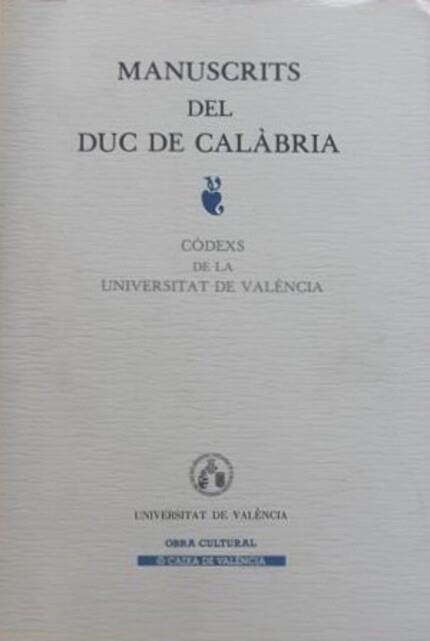 MANUSCRITS
DEL
DUC DE CALÀBRIA
CÒDEXS
DE LA
UNIVERSITAT DE VALÈNCIA
UNIVERSITAT DE VALÈNCIA
OBRA CULTURAL
CAIXA DE VALÈNCIA